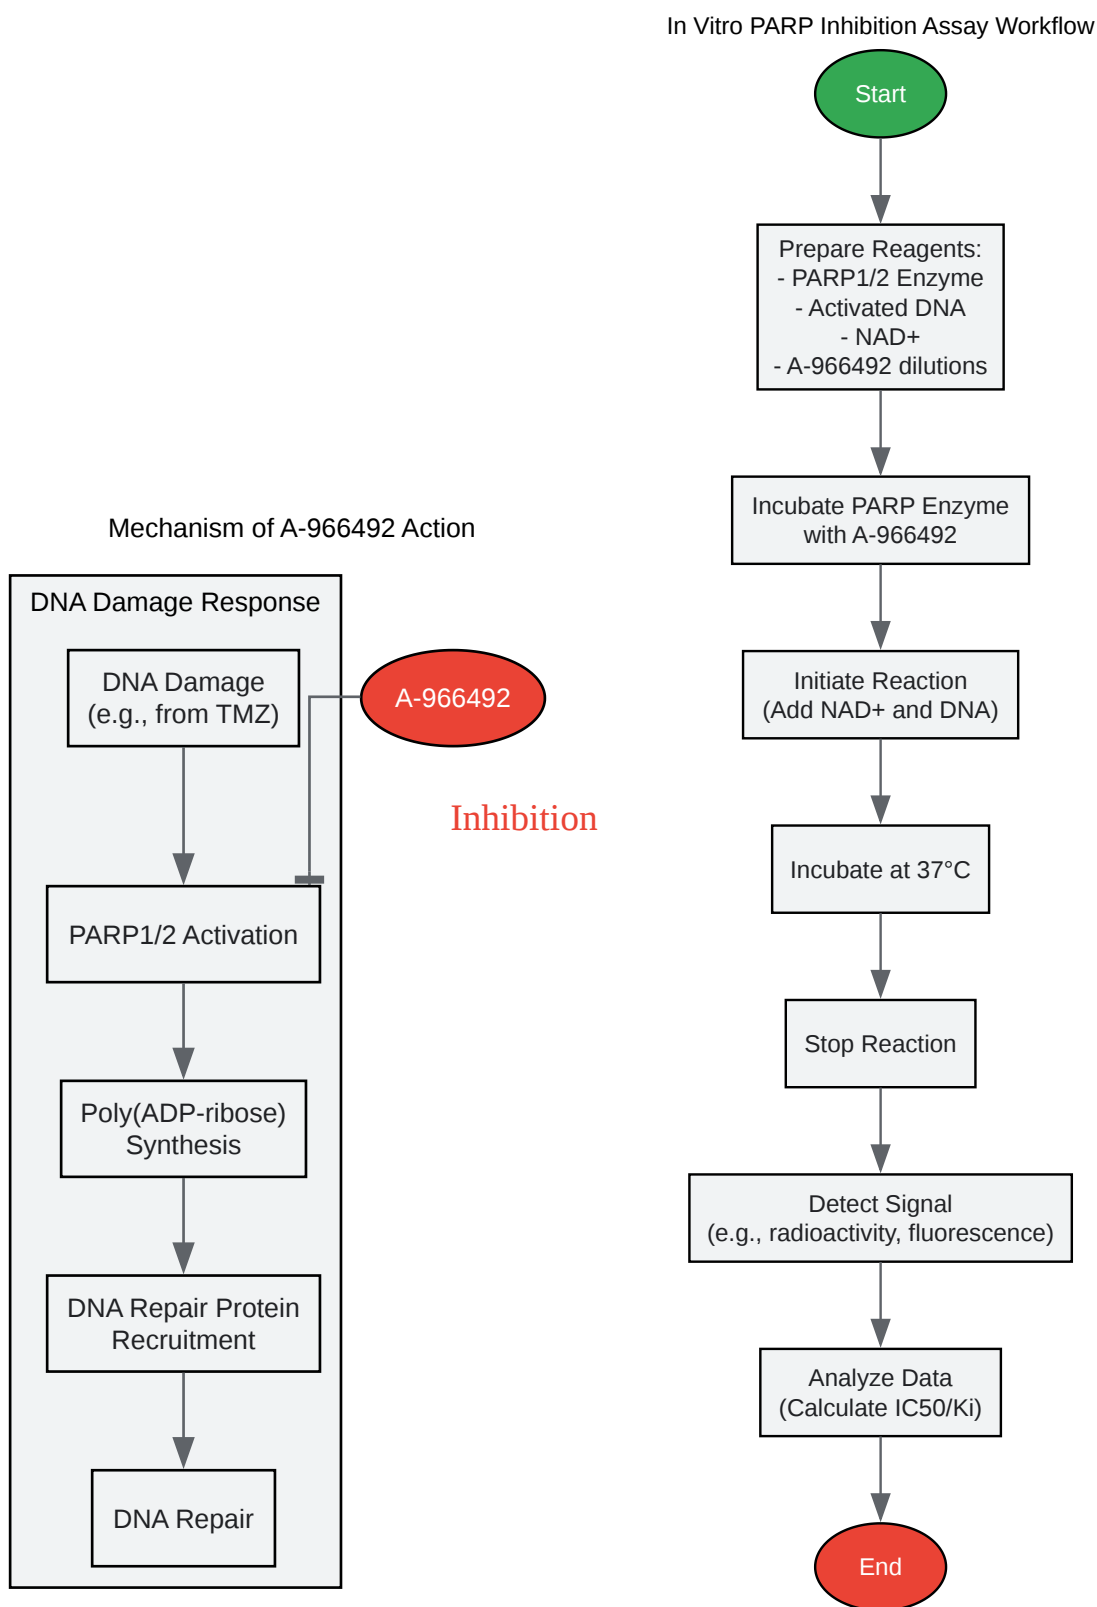 Mechanism of A-966492 Action
DNA Damage Response
DNA Damage
(e.g., from TMZ)
A-966492
Inhibition
PARP1/2 Activation
Poly(ADP-ribose)
Synthesis
DNA Repair Protein
Recruitment
DNA Repair
In Vitro PARP Inhibition Assay Workflow
Start
Prepare Reagents:
- PARP1/2 Enzyme
- Activated DNA
- NAD+
- A-966492 dilutions
Incubate PARP Enzyme
with A-966492
Initiate Reaction
(Add NAD+ and DNA)
Incubate at 37°C
Stop Reaction
Detect Signal
(e.g., radioactivity, fluorescence)
Analyze Data
(Calculate IC50/Ki)
End